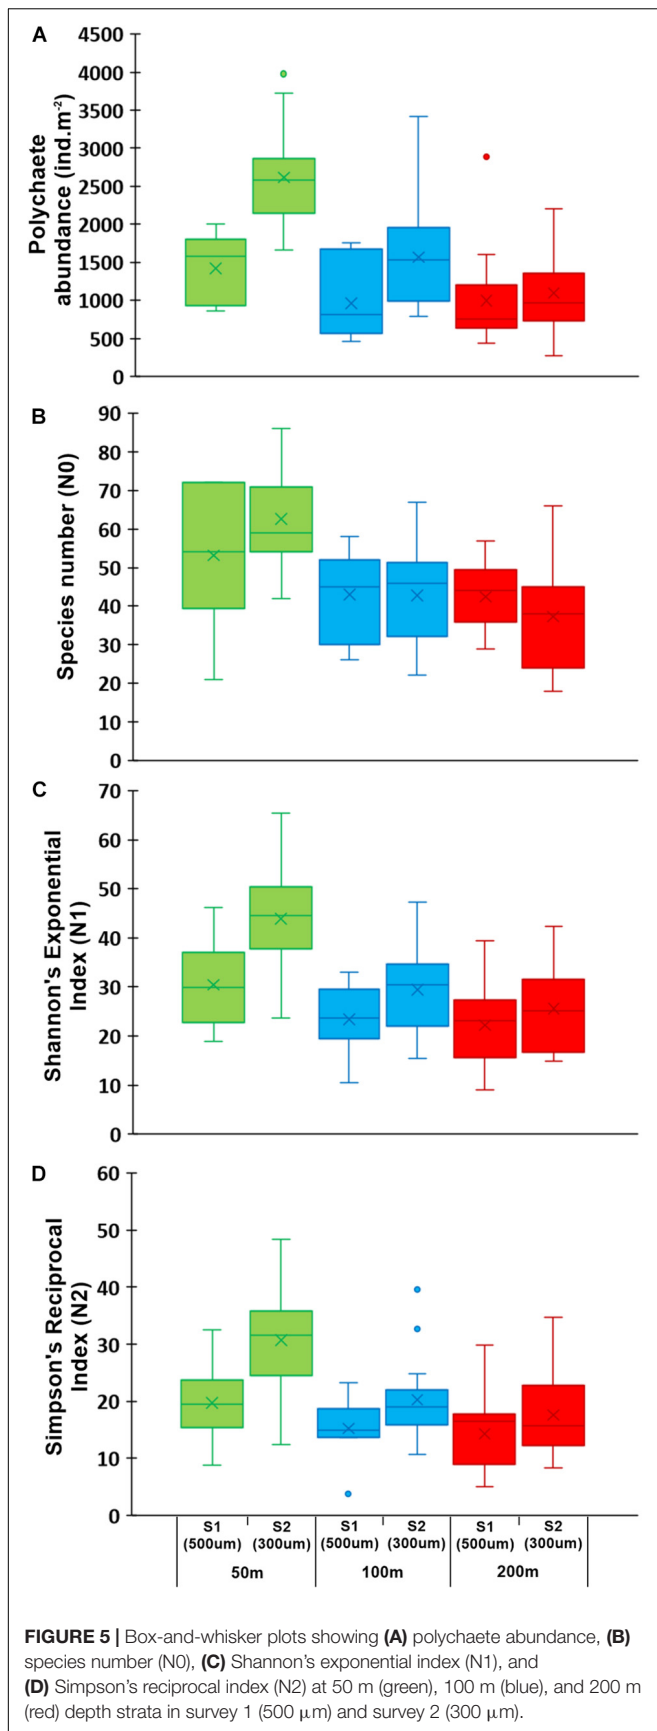 A
4500
4000
3500
3000
2500
2000
1500
1000
500
0
Polychaete
abundance (ind.m-2)
B
90
80
70
60
50
40
30
20
10
0
Species number (N0)
C
70
60
50
40
30
20
10
0
Shannon's Exponential
Index (N1)
D
60
50
40
30
20
10
0
Simpson's Reciprocal
Index (N2)
S1 S2 S1 S2 S1 S2
(500um) (300um) (500um) (300um) (500um) (300um)
50m 100m 200m
FIGURE 5 | Box-and-whisker plots showing (A) polychaete abundance, (B)
species number (N0), (C) Shannon's exponential index (N1), and
(D) Simpson's reciprocal index (N2) at 50 m (green), 100 m (blue), and 200 m
(red) depth strata in survey 1 (500 μm) and survey 2 (300 μm).